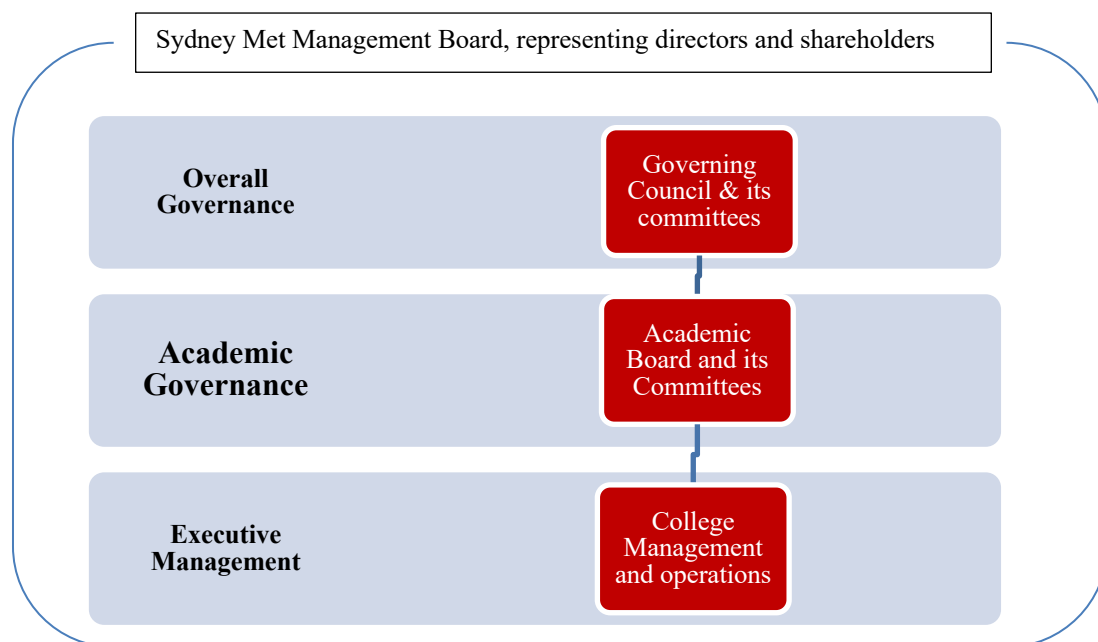 Sydney Met Management Board, representing directors and shareholders
Overall
Governance
Governing
Council & its
committees
Academic
Governance
Academic
Board and its
Committees
Executive
Management
College
Management
and operations